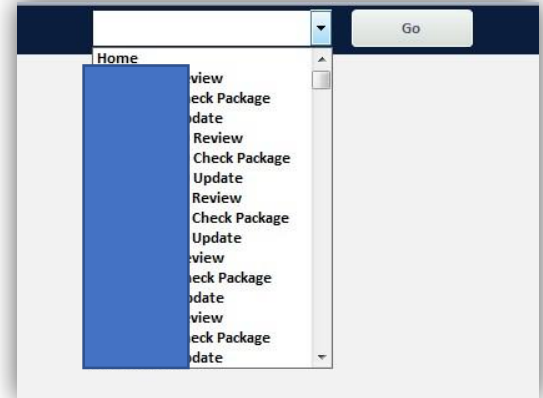 Go
Home
view
eck Package
pdate
Review
Check Package
Update
Review
Check Package
Update
view
eck Package
pdate
view
eck Package
pdate